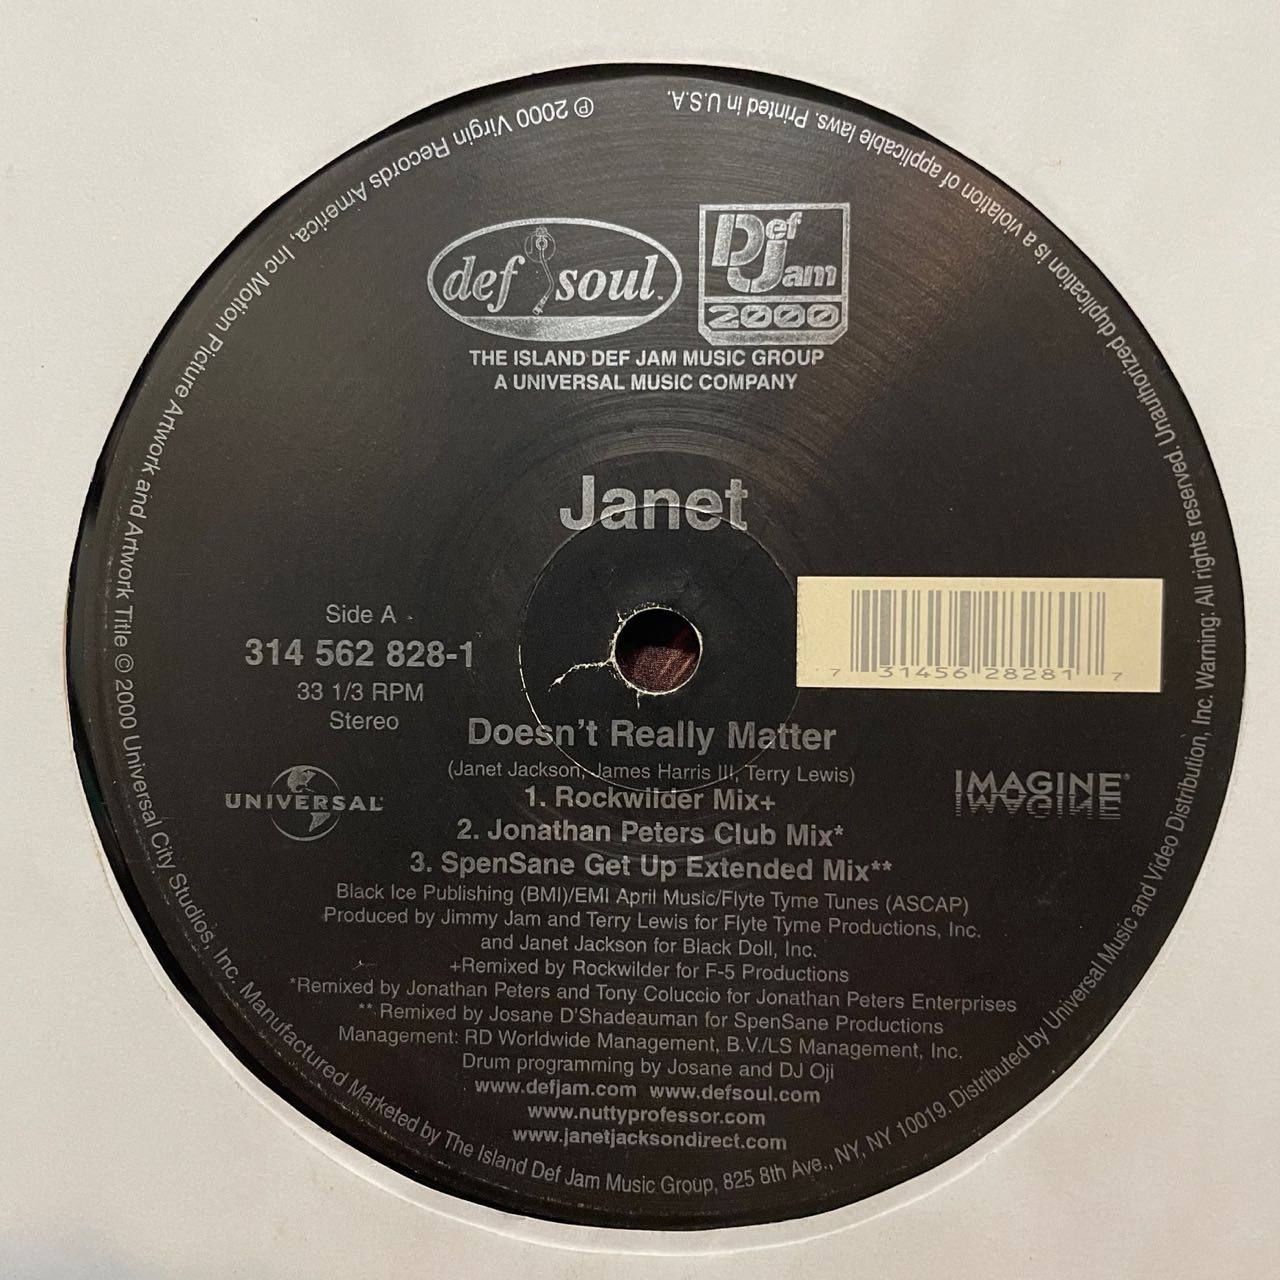 def soul
Def Jam 2000
THE ISLAND DEF JAM MUSIC GROUP
A UNIVERSAL MUSIC COMPANY
Janet
Side A
314 562 828-1
33 1/3 RPM
Stereo
7 31456 28281 7
Doesn't Really Matter
(Janet Jackson, James Harris III, Terry Lewis)
UNIVERSAL
IMAGINE
1. Rockwilder Mix+
2. Jonathan Peters Club Mix*
3. SpenSane Get Up Extended Mix**
Black Ice Publishing (BMI)/EMI April Music/Flyte Tyme Tunes (ASCAP)
Produced by Jimmy Jam and Terry Lewis for Flyte Tyme Productions, Inc.
and Janet Jackson for Black Doll, Inc.
+Remixed by Rockwilder for F-5 Productions
*Remixed by Jonathan Peters and Tony Coluccio for Jonathan Peters Enterprises
** Remixed by Josane D'Shadeauman for SpenSane Productions
Management: RD Worldwide Management, B.V./LS Management, Inc.
Drum programming by Josane and DJ Oji
www.defjam.com www.defsoul.com
www.nuttyprofessor.com
www.janetjacksondirect.com
℗ 2000 Virgin Records America, Inc Motion Picture Artwork and Artwork Title © 2000 Universal City Studios, Inc. Manufactured Marketed by The Island Def Jam Music Group, 825 8th Ave., NY, NY 10019. Distributed by Universal Music and Video Distribution, Inc. Warning: All rights reserved. Unauthorized duplication is a violation of applicable laws. Printed in U.S.A.